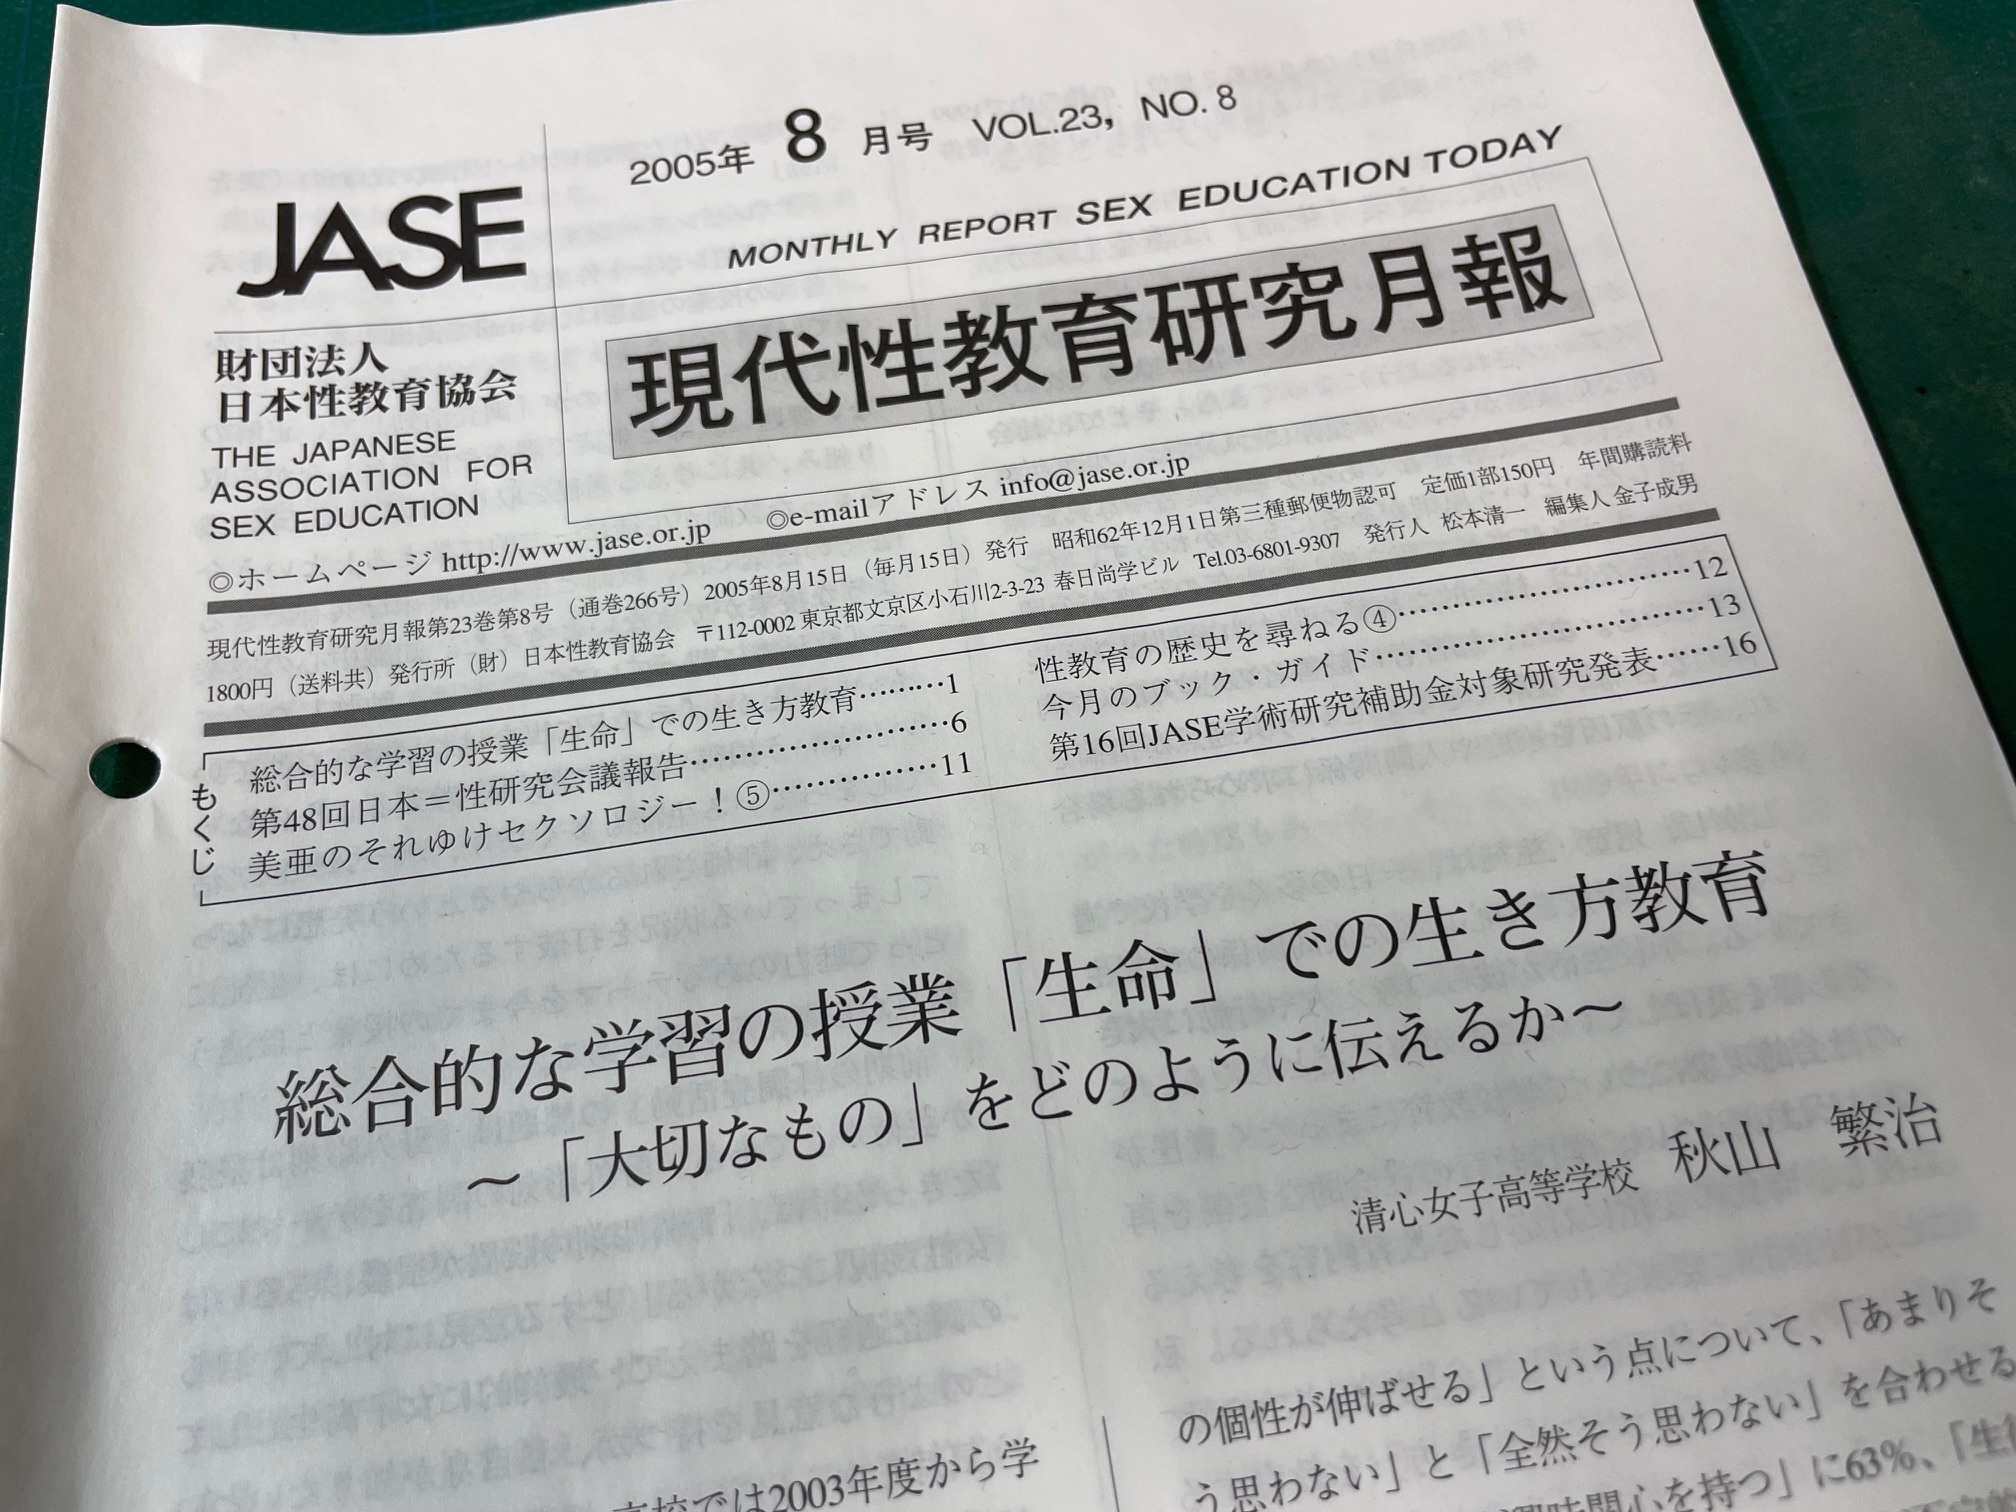 2005年 8 月号 VOL.23, NO. 8
JASE
MONTHLY REPORT SEX EDUCATION TODAY
現代性教育研究月報
財団法人
日本性教育協会
THE JAPANESE
ASSOCIATION FOR
SEX EDUCATION
◎ホームページ http://www.jase.or.jp ◎e-mailアドレス info@jase.or.jp
現代性教育研究月報第23巻第8号（通巻266号）2005年8月15日（毎月15日）発行 昭和62年12月1日第三種郵便物認可 定価1部150円 年間購読料
1800円（送料共）発行所（財）日本性教育協会 〒112-0002 東京都文京区小石川2-3-23 春日尚学ビル Tel.03-6801-9307 発行人 松本清一 編集人 金子成男
「もくじ」
総合的な学習の授業「生命」での生き方教育………1
第48回日本＝性研究会議報告…………………6
美亜のそれゆけセクソロジー！⑤……………11
性教育の歴史を尋ねる④……………………12
今月のブック・ガイド……………………13
第16回JASE学術研究補助金対象研究発表……16
総合的な学習の授業「生命」での生き方教育
～「大切なもの」をどのように伝えるか～
清心女子高等学校 秋山 繁治
高校では2003年度から学
の個性が伸ばせる」という点について、「あまりそ
う思わない」と「全然そう思わない」を合わせる
心を持つ」に63%、「生